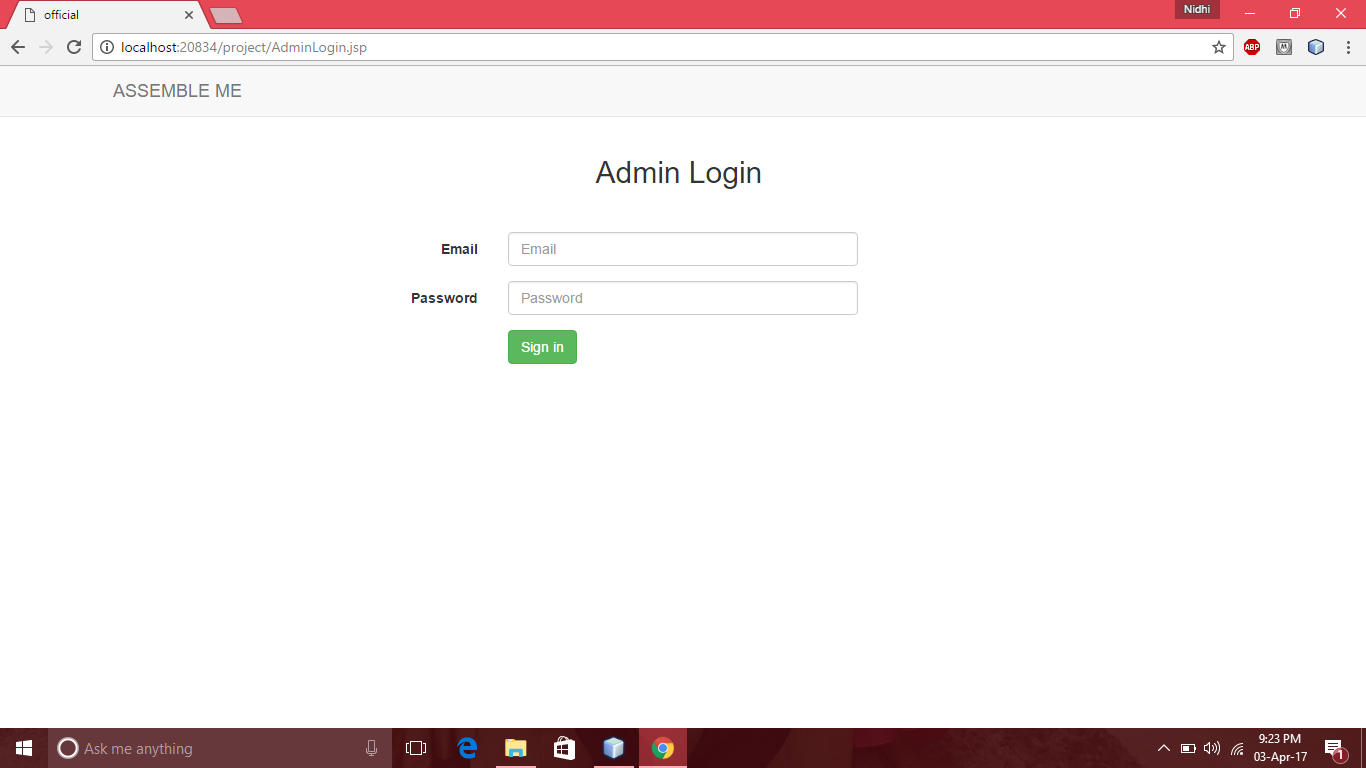 official
Nidhi
localhost:20834/project/AdminLogin.jsp
ABP
M
ASSEMBLE ME
Admin Login
Email
Email
Password
Password
Sign in
Ask me anything
9:23 PM
03-Apr-17
1